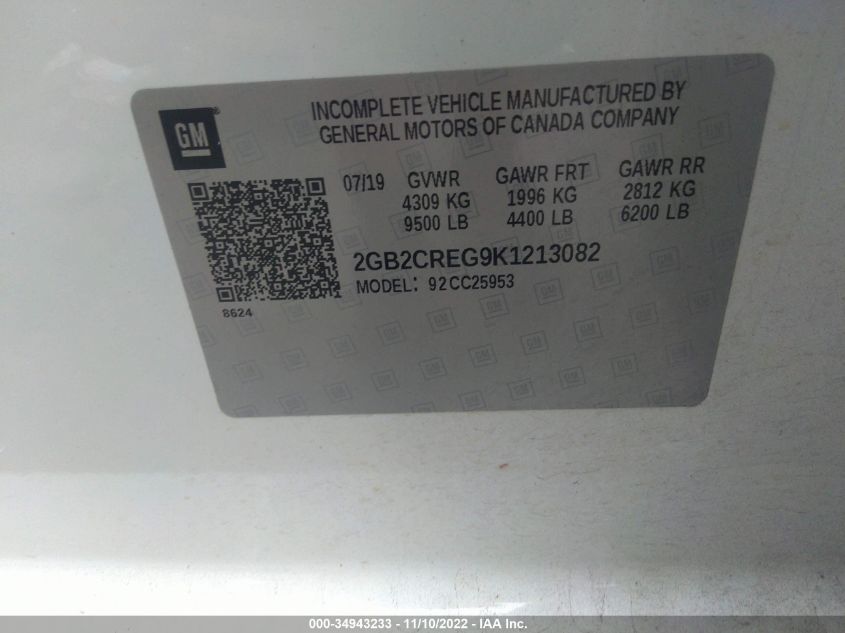 INCOMPLETE VEHICLE MANUFACTURED BY
GENERAL MOTORS OF CANADA COMPANY
GM®
07/19 GVWR GAWR FRT GAWR RR
4309 KG 1996 KG 2812 KG
9500 LB 4400 LB 6200 LB
2GB2CREG9K1213082
MODEL: 92CC25953
8624
000-34943233 - 11/10/2022 - IAA Inc.